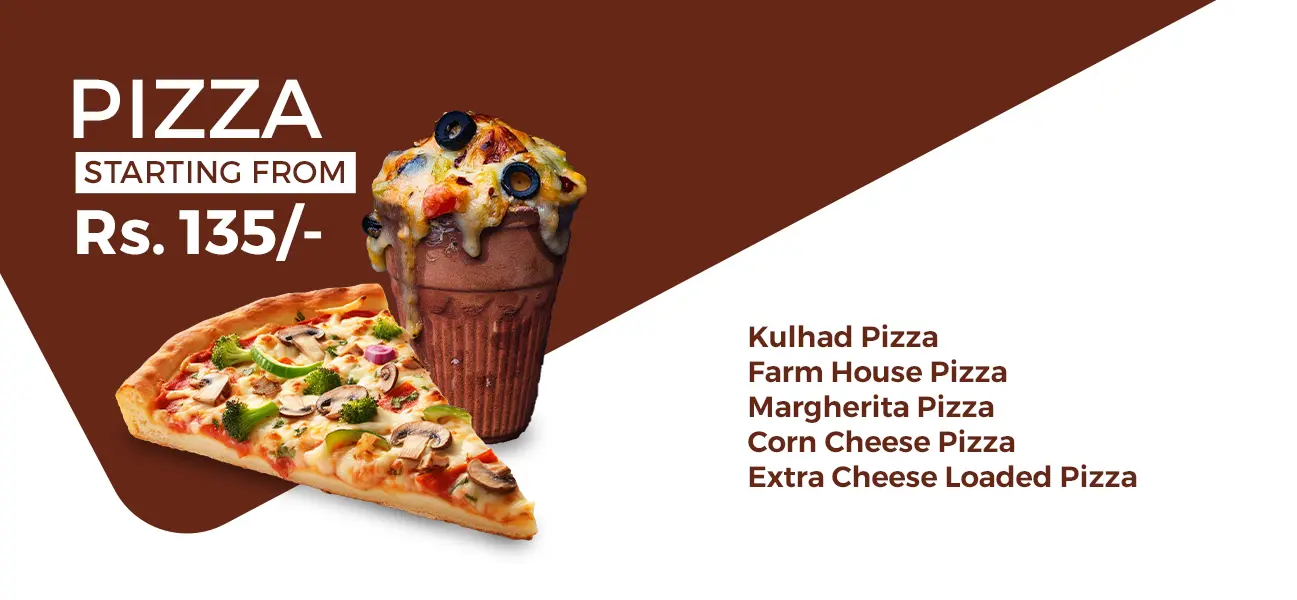 PIZZA
STARTING FROM
Rs. 135/-
Kulhad Pizza
Farm House Pizza
Margherita Pizza
Corn Cheese Pizza
Extra Cheese Loaded Pizza